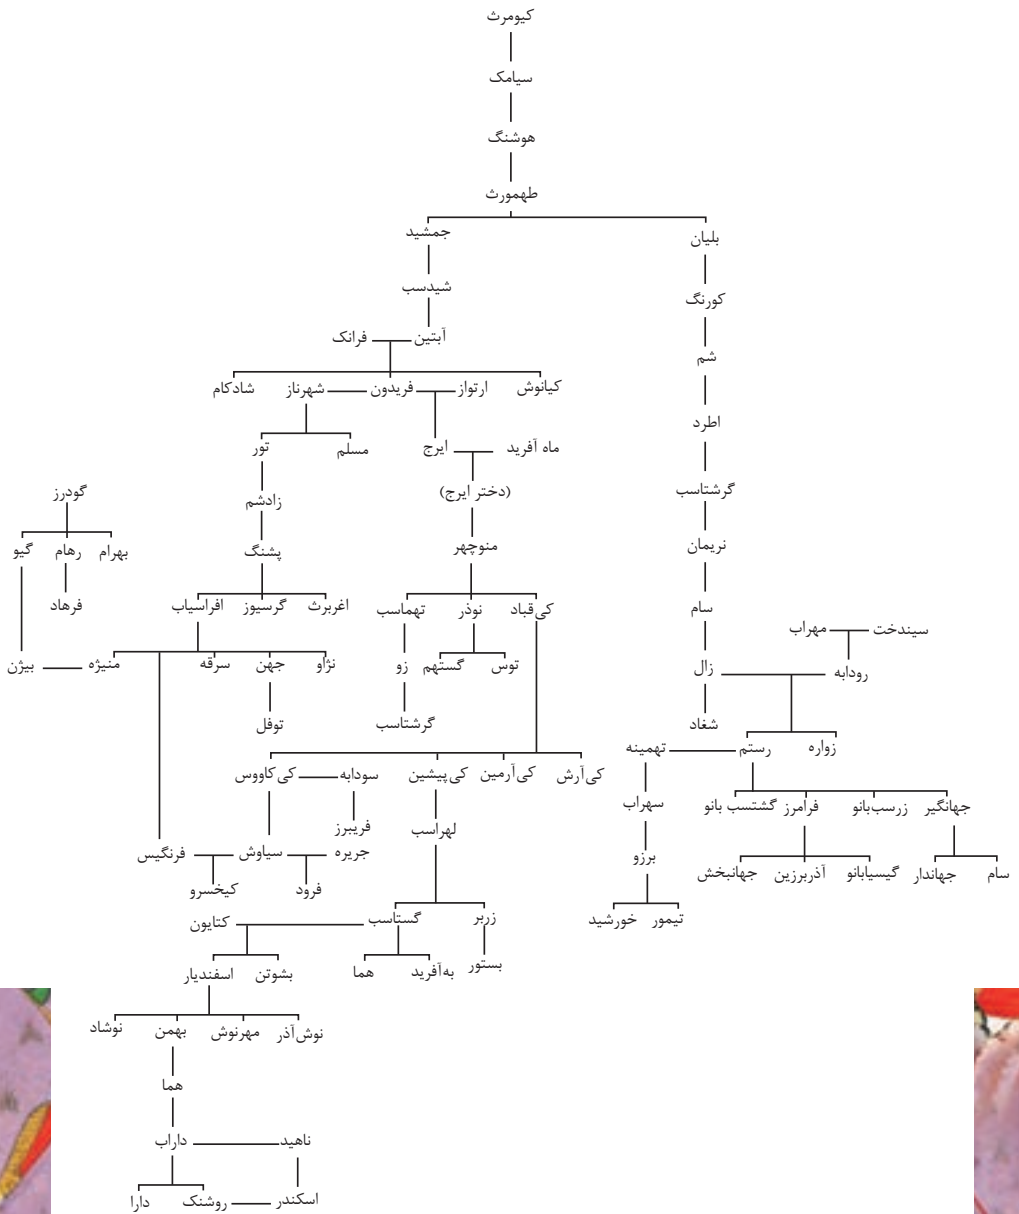 کیومرث
سیامک
هوشنگ
طهمورث
جمشید
بلیان
شیدسب
کورنگ
آبتین
فرانک
شم
کیانوش
ارتواز
فریدون
شهرناز
شادکام
اطرد
ماه آفرید
ایرج
مسلم
تور
گرشتاسب
(دختر ایرج)
زادشم
گودرز
نریمان
منوچهر
پشنگ
بهرام
رهام
گیو
سام
کی‌قباد
نوذر
تهماسب
اغربرث
گرسیوز
افراسیاب
فرهاد
سیندخت
مهراب
رودابه
زال
توس
گستهم
زو
نژاو
جهن
سرقه
منیژه
بیژن
شغاد
گرشتاسب
توفل
زواره
رستم
تهمینه
کی‌آرش
کی‌آرمین
کی‌پیشین
سودابه
کی‌کاووس
جهانگیر
زرسب‌بانو
فرامرز
گشتسب بانو
سهراب
لهراسب
فریبرز
برزو
جریره
سیاوش
فرنگیس
سام
جهاندار
گیسیابانو
آذربرزین
جهانبخش
فرود
کیخسرو
تیمور
خورشید
زربر
گستاسب
کتایون
بستور
به‌آفرید
هما
بشوتن
اسفندیار
نوش‌آذر
مهرنوش
بهمن
نوشاد
هما
ناهید
داراب
اسکندر
روشنک
دارا